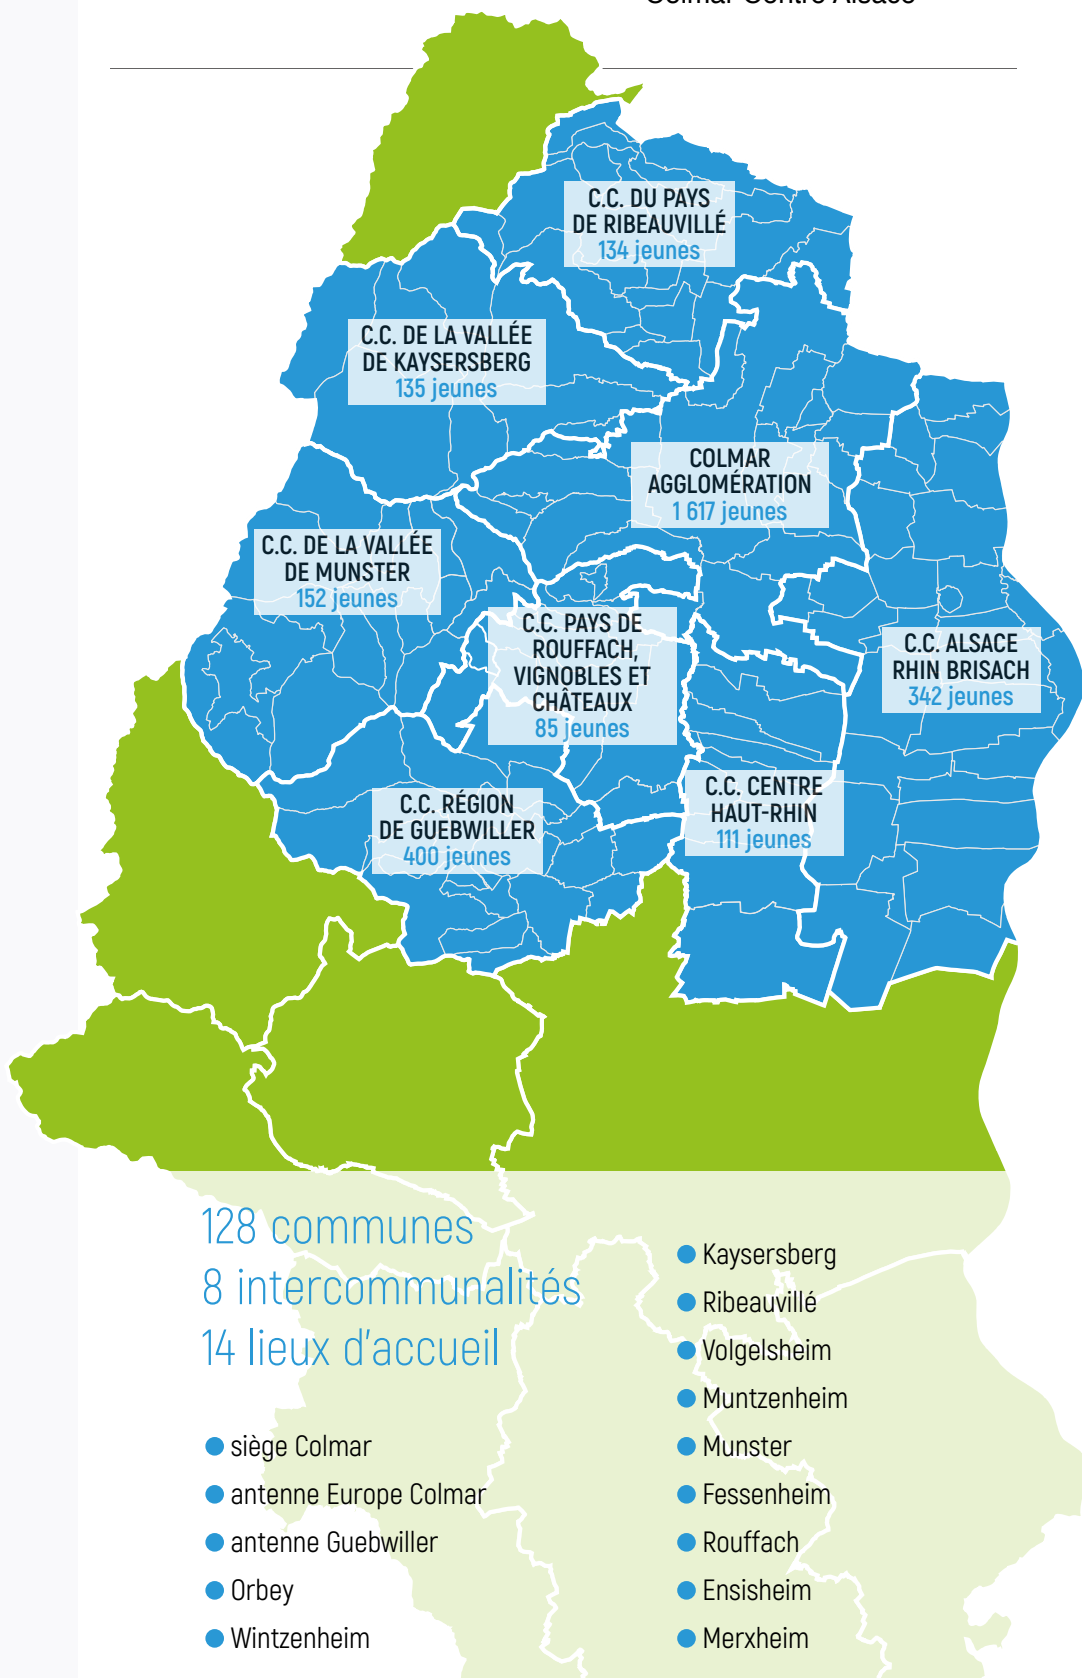 Colmar Centre Alsace
C.C. DU PAYS
DE RIBEAUVILLÉ
134 jeunes
C.C. DE LA VALLÉE
DE KAYSERSBERG
135 jeunes
COLMAR
AGGLOMÉRATION
1 617 jeunes
C.C. DE LA VALLÉE
DE MUNSTER
152 jeunes
C.C. PAYS DE
ROUFFACH,
VIGNOBLES ET
CHÂTEAUX
85 jeunes
C.C. ALSACE
RHIN BRISACH
342 jeunes
C.C. RÉGION
DE GUEBWILLER
400 jeunes
C.C. CENTRE
HAUT-RHIN
111 jeunes
128 communes
8 intercommunalités
14 lieux d'accueil
siège Colmar
antenne Europe Colmar
antenne Guebwiller
Orbey
Wintzenheim
Kaysersberg
Ribeauvillé
Volgelsheim
Muntzenheim
Munster
Fessenheim
Rouffach
Ensisheim
Merxheim